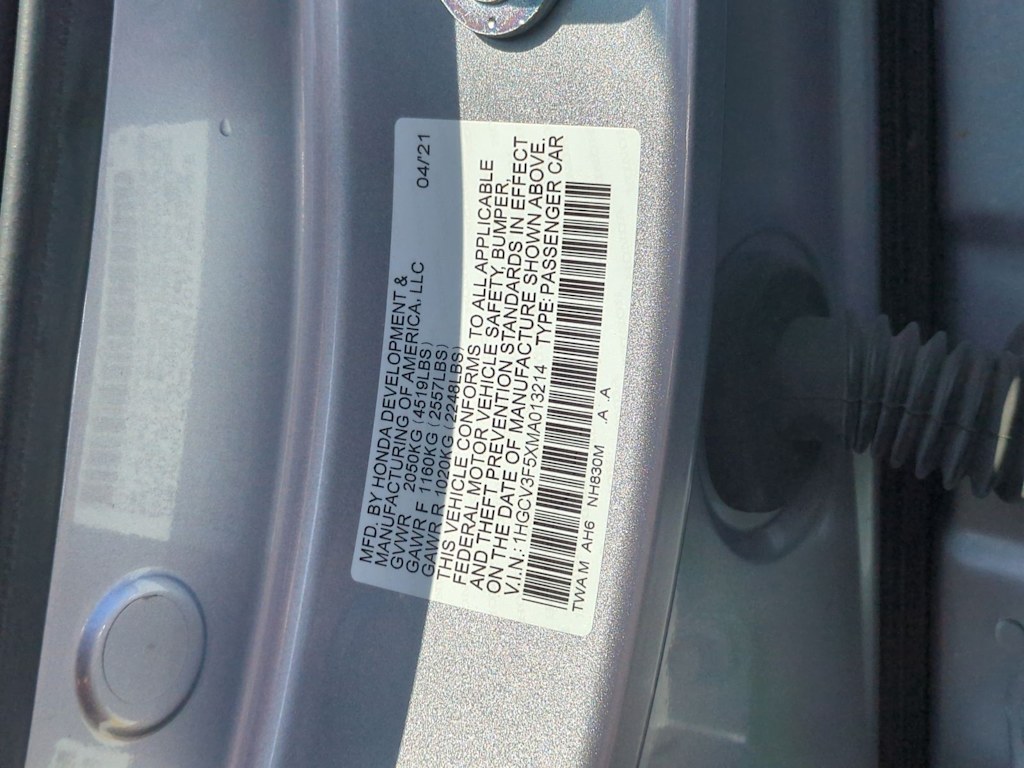 MFD. BY HONDA DEVELOPMENT &
MANUFACTURING OF AMERICA, LLC 04/'21
GVWR 2050KG (4519LBS)
GAWR F 1160KG (2557LBS)
GAWR R 1020KG (2248LBS)
THIS VEHICLE CONFORMS TO ALL APPLICABLE
FEDERAL MOTOR VEHICLE SAFETY, BUMPER,
AND THEFT PREVENTION STANDARDS IN EFFECT
ON THE DATE OF MANUFACTURE SHOWN ABOVE.
V.I.N.: 1HGCV3F5XMA013214 TYPE: PASSENGER CAR
TWAM AH6 NH830M .A .A